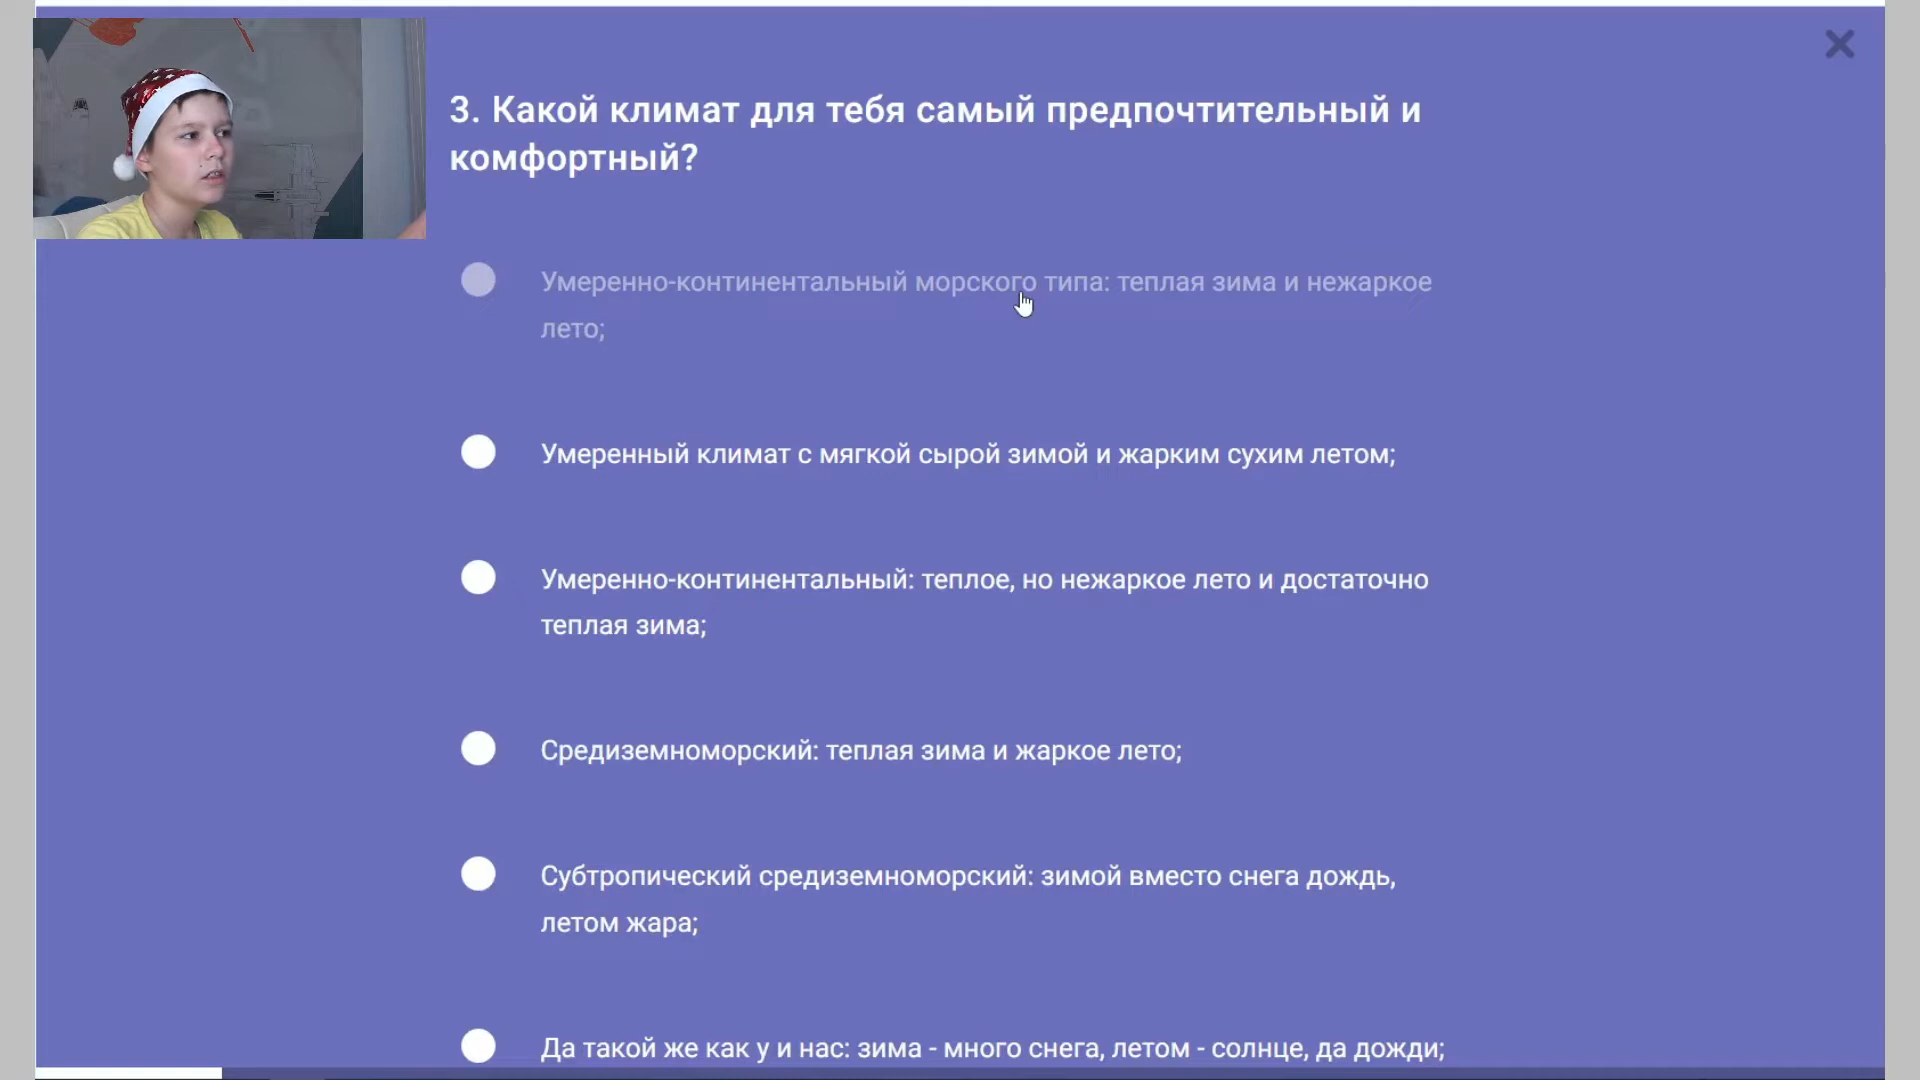 3. Какой климат для тебя самый предпочтительный и
комфортный?
Умеренно-континентальный морского типа: теплая зима и нежаркое
лето;
Умеренный климат с мягкой сырой зимой и жарким сухим летом;
Умеренно-континентальный: теплое, но нежаркое лето и достаточно
теплая зима;
Средиземноморский: теплая зима и жаркое лето;
Субтропический средиземноморский: зимой вместо снега дождь,
летом жара;
Да такой же как у и нас: зима - много снега, летом - солнце, да дожди;